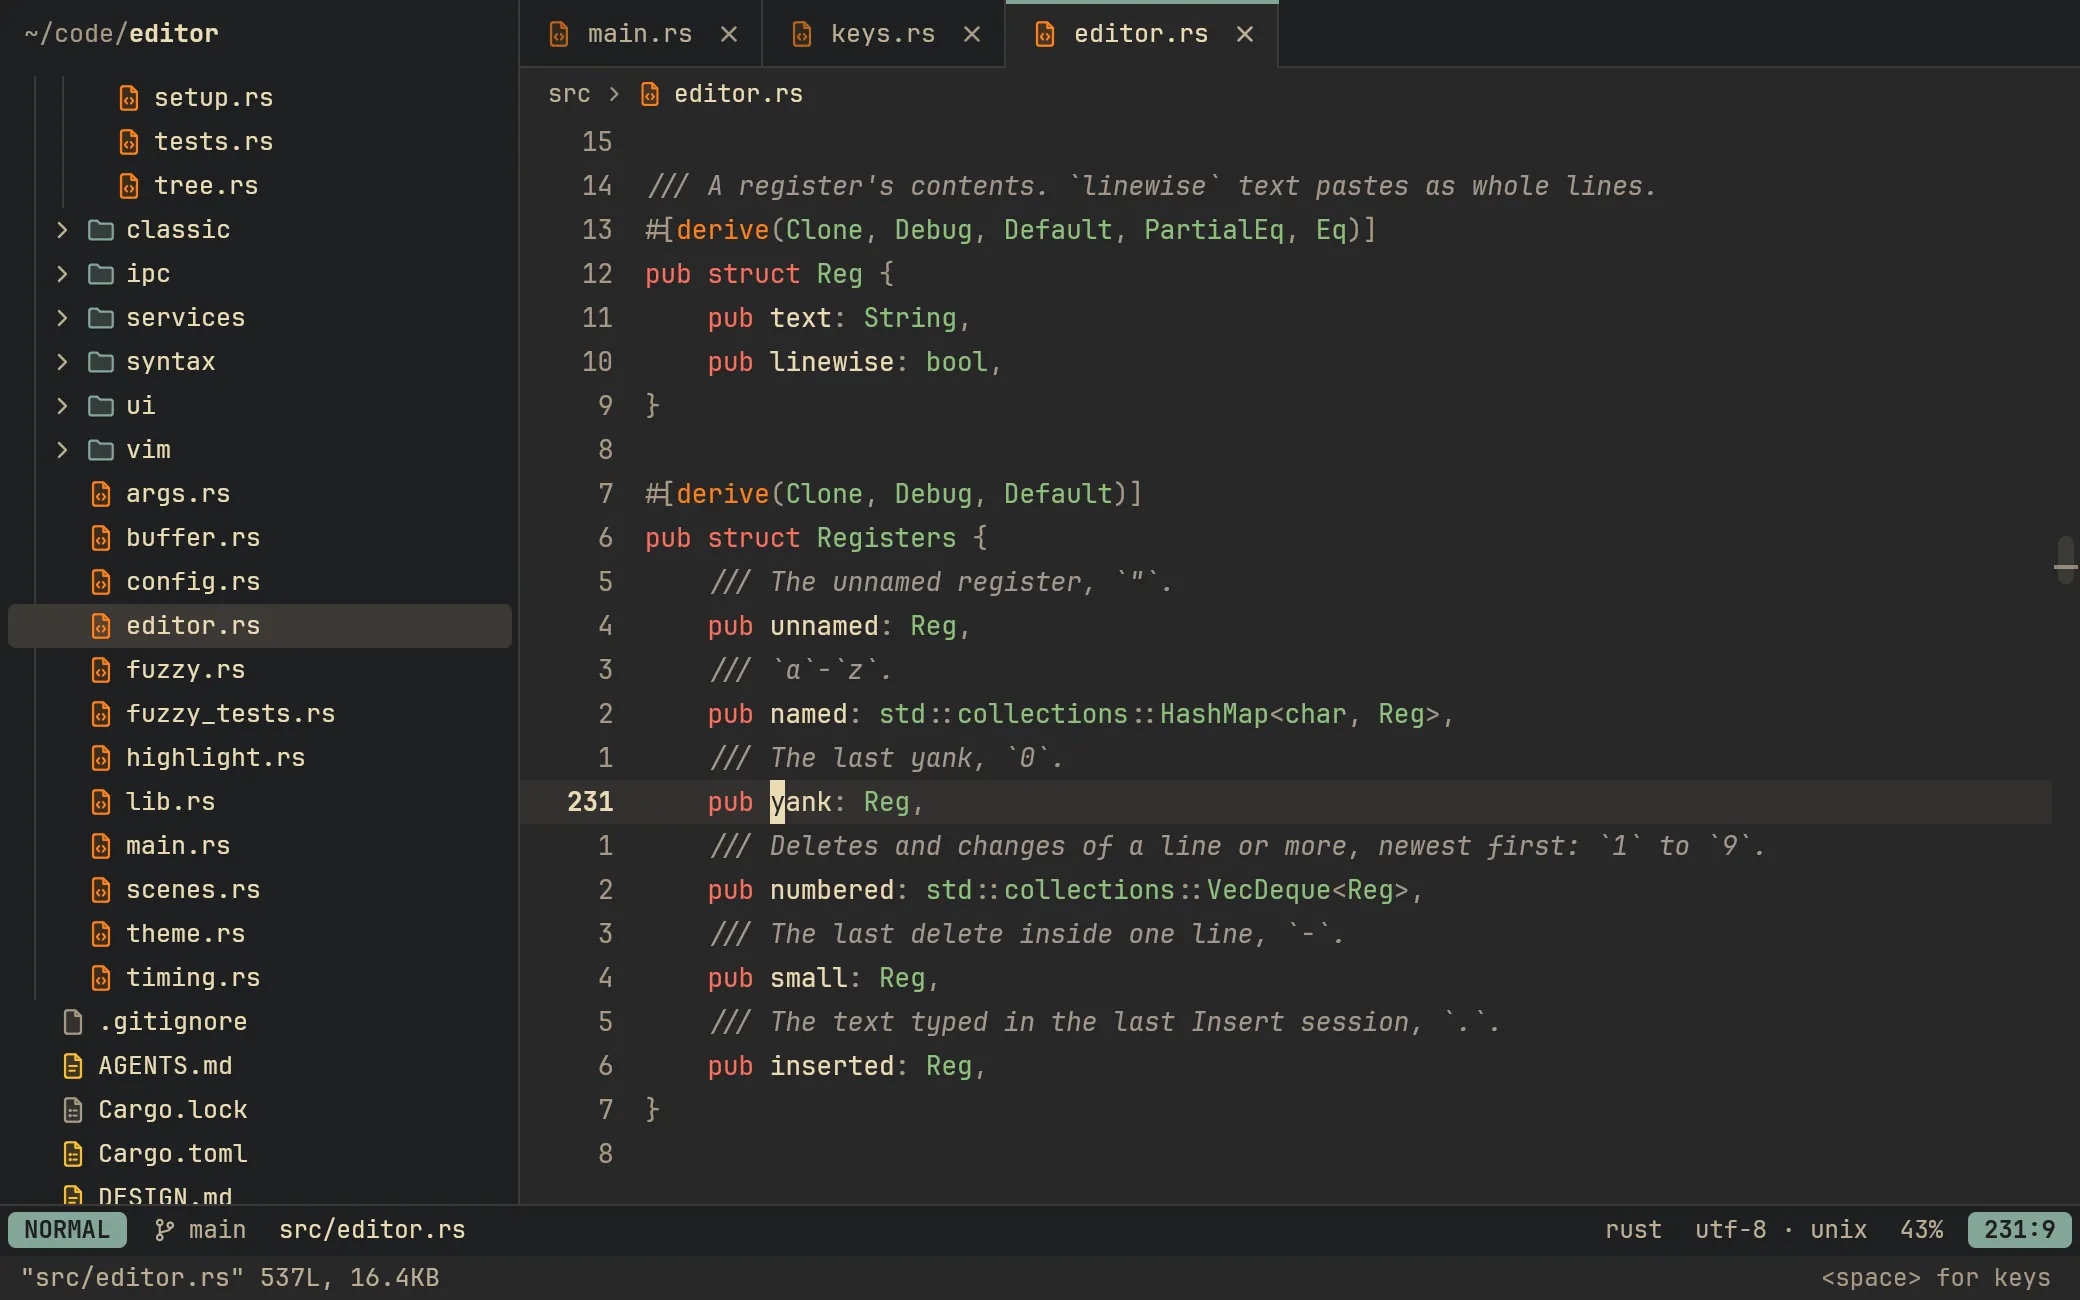 ~/code/editor
setup.rs
tests.rs
tree.rs
classic
ipc
services
syntax
ui
vim
args.rs
buffer.rs
config.rs
editor.rs
fuzzy.rs
fuzzy_tests.rs
highlight.rs
lib.rs
main.rs
scenes.rs
theme.rs
timing.rs
.gitignore
AGENTS.md
Cargo.lock
Cargo.toml
DESIGN.md
main.rs × keys.rs × editor.rs ×
src > editor.rs
15
14 /// A register's contents. `linewise` text pastes as whole lines.
13 #[derive(Clone, Debug, Default, PartialEq, Eq)]
12 pub struct Reg {
11     pub text: String,
10     pub linewise: bool,
9 }
8
7 #[derive(Clone, Debug, Default)]
6 pub struct Registers {
5     /// The unnamed register, `"`.
4     pub unnamed: Reg,
3     /// `a`-`z`.
2     pub named: std::collections::HashMap<char, Reg>,
1     /// The last yank, `0`.
231     pub yank: Reg,
1     /// Deletes and changes of a line or more, newest first: `1` to `9`.
2     pub numbered: std::collections::VecDeque<Reg>,
3     /// The last delete inside one line, `-`.
4     pub small: Reg,
5     /// The text typed in the last Insert session, `.`.
6     pub inserted: Reg,
7 }
8
NORMAL main src/editor.rs rust utf-8 · unix 43% 231:9
"src/editor.rs" 537L, 16.4KB <space> for keys